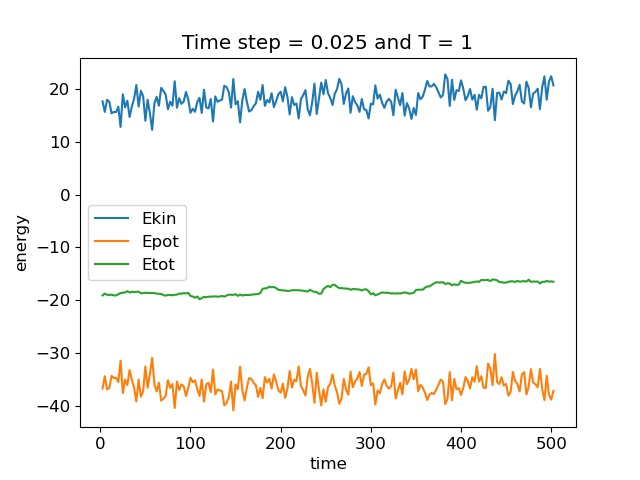 Time step = 0.025 and T = 1
energy
20
10
0
−10
−20
−30
−40
Ekin
Epot
Etot
0 100 200 300 400 500
time